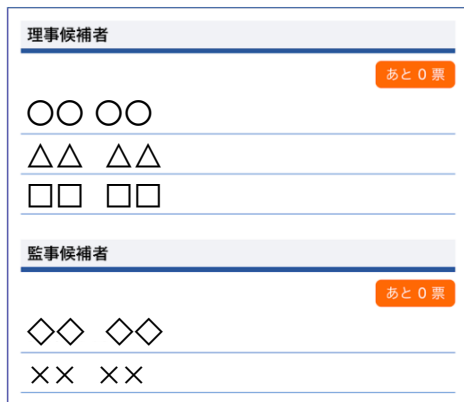 理事候補者
あと 0 票
○○ ○○
△△ △△
□□ □□
監事候補者
あと 0 票
◇◇ ◇◇
×× ××